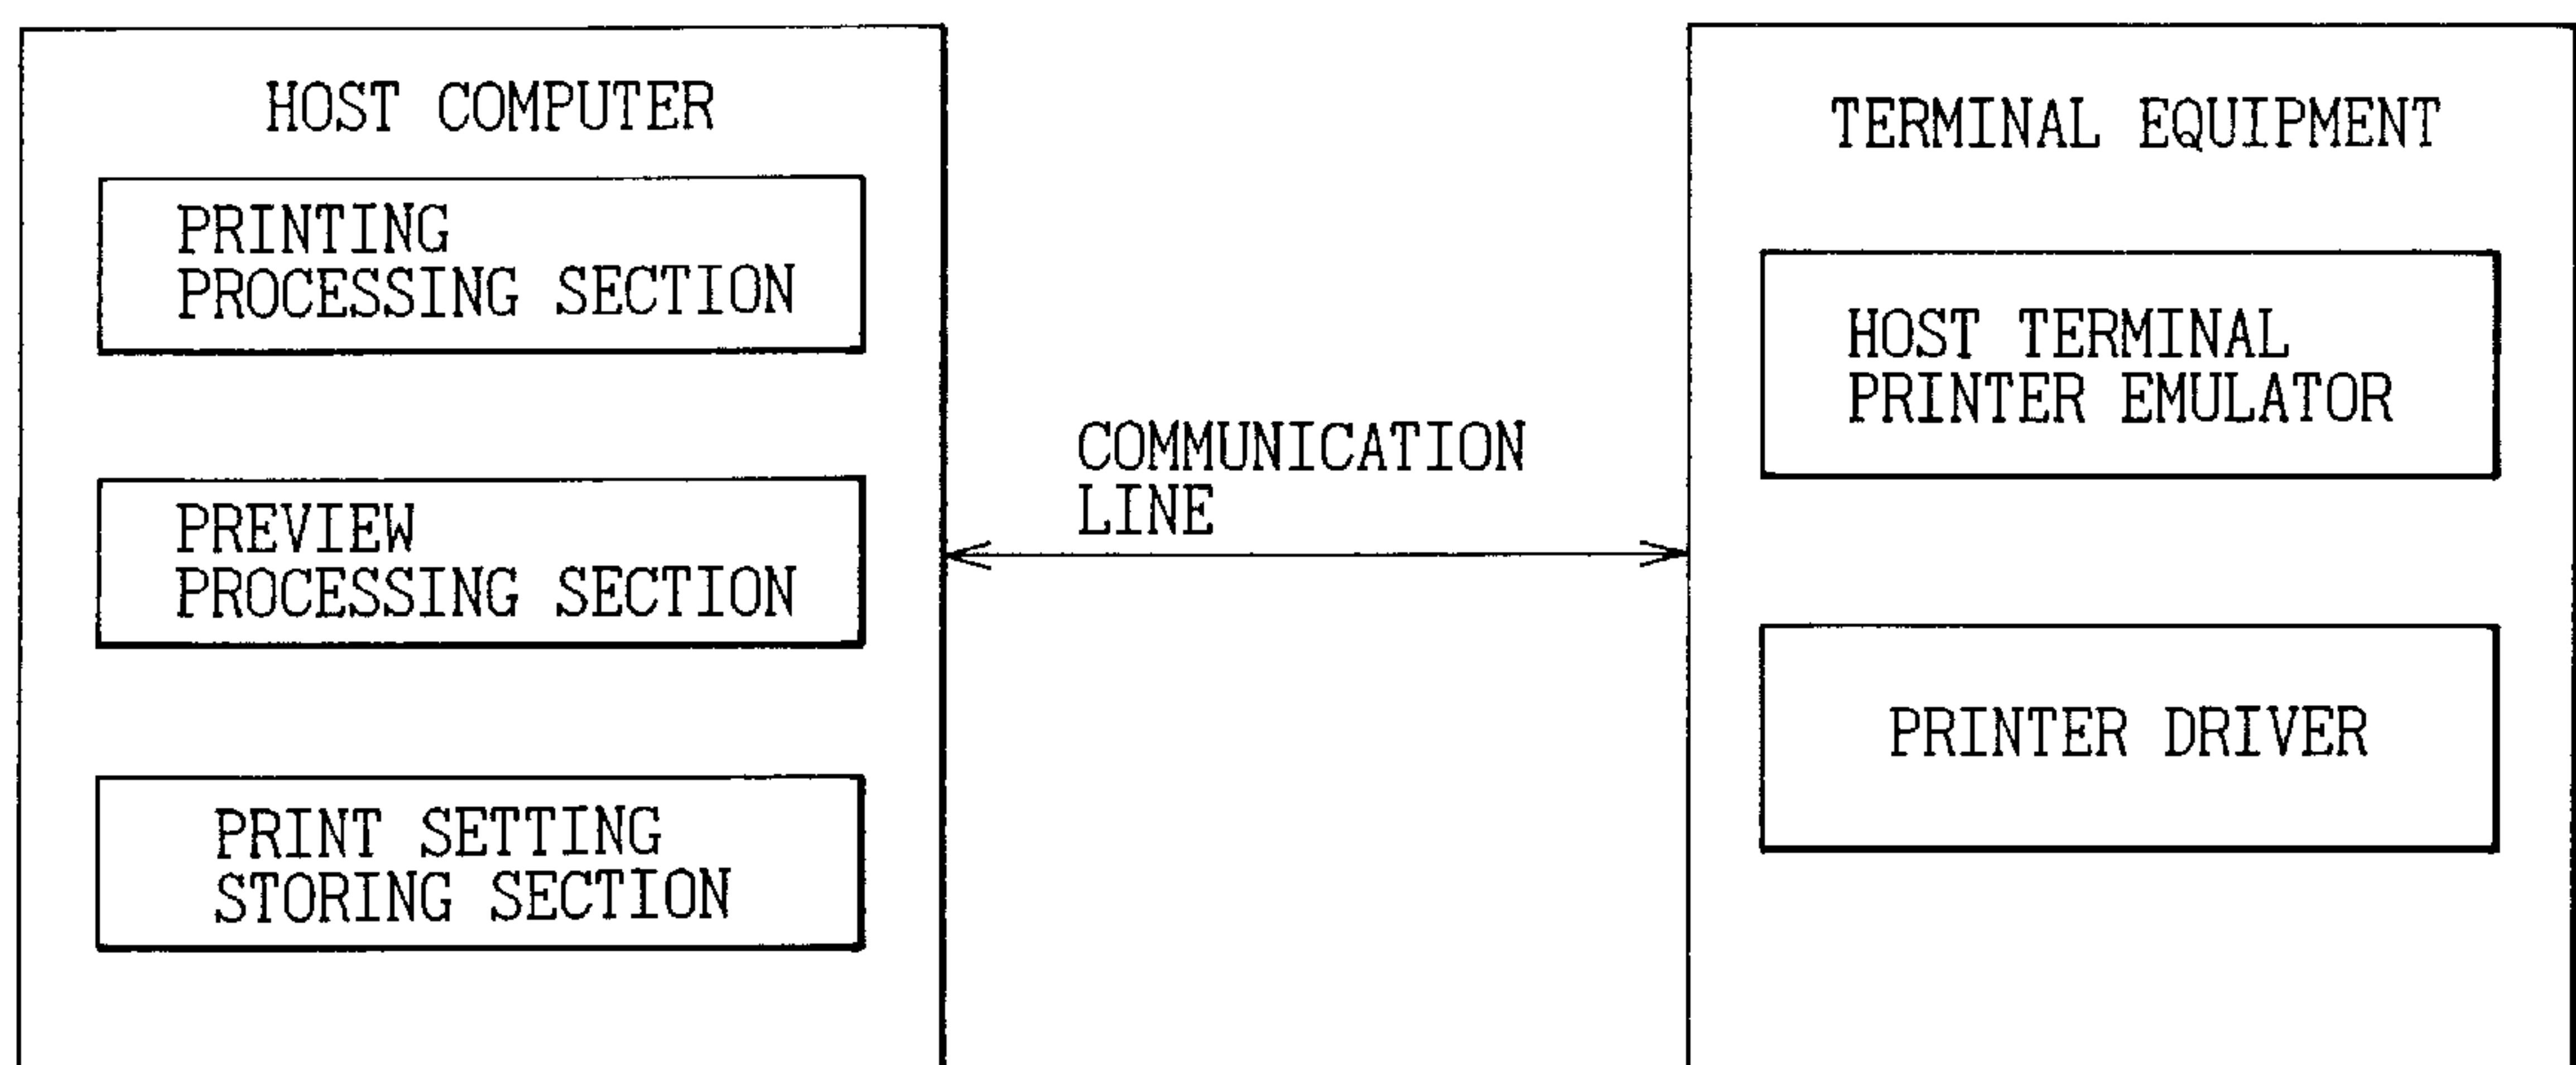 HOST COMPUTER
PRINTING
PROCESSING SECTION
PREVIEW
PROCESSING SECTION
PRINT SETTING
STORING SECTION
COMMUNICATION
LINE
TERMINAL EQUIPMENT
HOST TERMINAL
PRINTER EMULATOR
PRINTER DRIVER